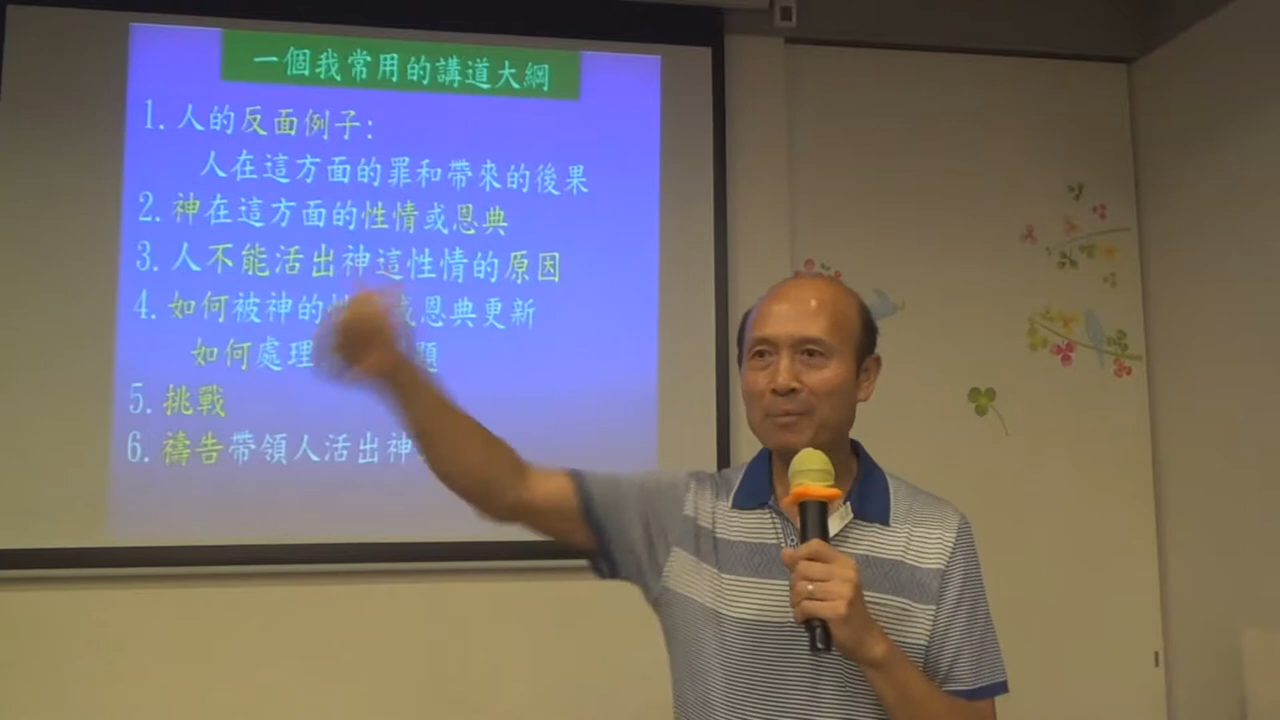 一個我常用的講道大綱
1. 人的反面例子:
人在這方面的罪和帶來的後果
2. 神在這方面的性情或恩典
3. 人不能活出神這性情的原因
4. 如何被神的 恩典更新
如何處理 題
5. 挑戰
6. 禱告帶領人活出神